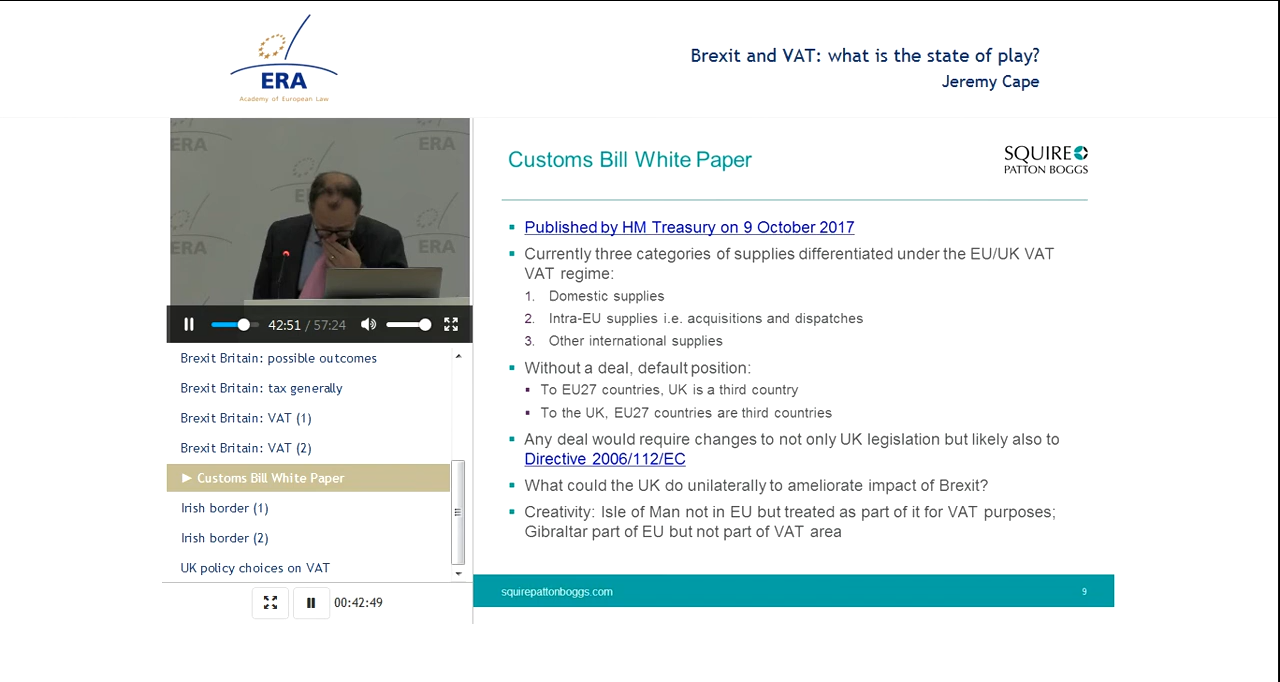 ERA
Academy of European Law
Brexit and VAT: what is the state of play?
Jeremy Cape
ERA
ERA
ERA
ERA
42:51 / 57:24
Brexit Britain: possible outcomes
Brexit Britain: tax generally
Brexit Britain: VAT (1)
Brexit Britain: VAT (2)
► Customs Bill White Paper
Irish border (1)
Irish border (2)
UK policy choices on VAT
00:42:49
Customs Bill White Paper
SQUIRE
PATTON BOGGS
Published by HM Treasury on 9 October 2017
Currently three categories of supplies differentiated under the EU/UK VAT
VAT regime:
1. Domestic supplies
2. Intra-EU supplies i.e. acquisitions and dispatches
3. Other international supplies
Without a deal, default position:
To EU27 countries, UK is a third country
To the UK, EU27 countries are third countries
Any deal would require changes to not only UK legislation but likely also to
Directive 2006/112/EC
What could the UK do unilaterally to ameliorate impact of Brexit?
Creativity: Isle of Man not in EU but treated as part of it for VAT purposes;
Gibraltar part of EU but not part of VAT area
squirepattonboggs.com
9